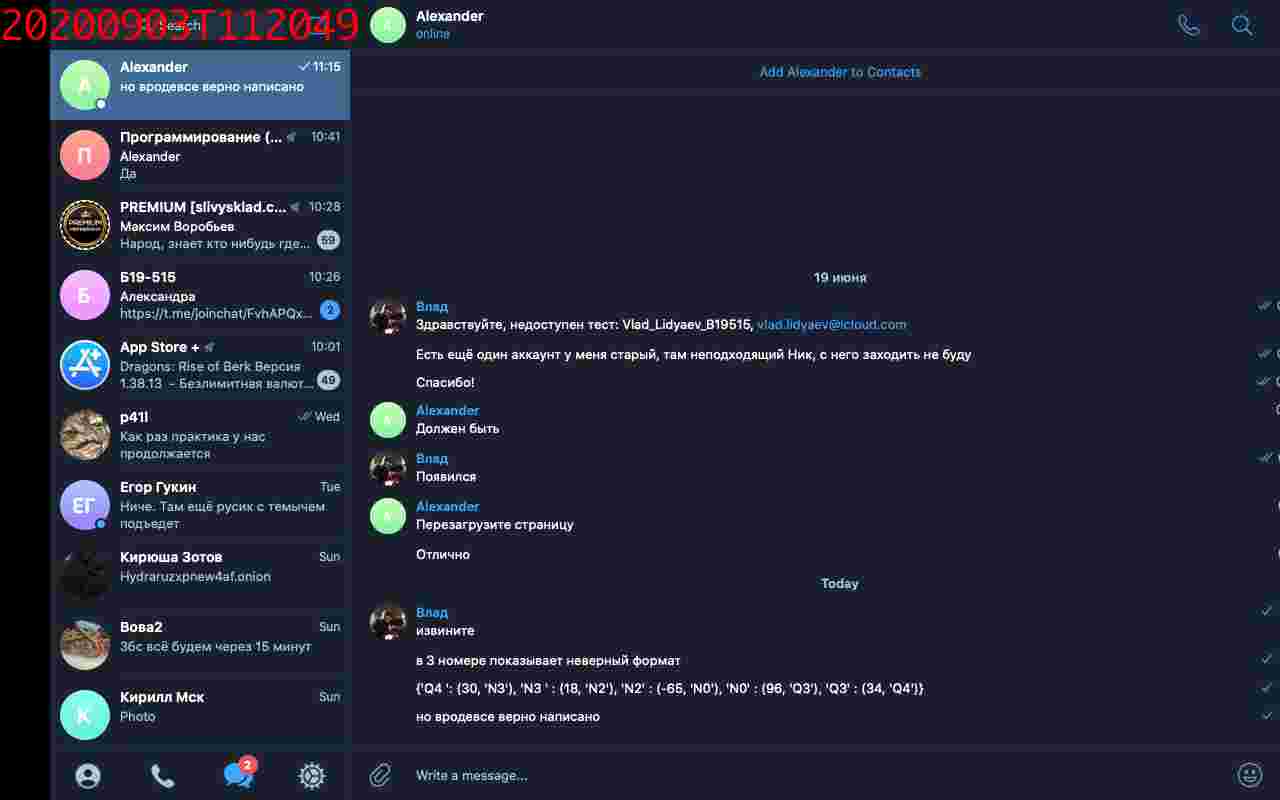 20200903T112049
Search
Alexander
11:15
но вродевсе верно написано
Программирование (...
10:41
Alexander
Да
PREMIUM [slivysklad.c...
10:28
Максим Воробьев
Народ, знает кто нибудь где...
59
Б19-515
10:26
Александра
https://t.me/joinchat/FvhAPQx...
2
App Store +
10:01
Dragons: Rise of Berk Версия
1.38.13 - Безлимитная валют...
49
p41l
Wed
Как раз практика у нас
продолжается
ЕГ
Егор Гукин
Tue
Ниче. Там ещё русик с темычем
подъедет
Кирюша Зотов
Sun
Hydraruzxpnew4af.onion
Вова2
Sun
Збс всё будем через 15 минут
К
Кирилл Мск
Sun
Photo
2
Alexander
online
Add Alexander to Contacts
19 июня
Влад
Здравствуйте, недоступен тест: Vlad_Lidyaev_B19515, vlad.lidyaev@icloud.com
Есть ещё один аккаунт у меня старый, там неподходящий Ник, с него заходить не буду
Спасибо!
Alexander
Должен быть
Влад
Появился
Alexander
Перезагрузите страницу
Отлично
Today
Влад
извините
в 3 номере показывает неверный формат
{'Q4 ': (30, 'N3'), 'N3 ' : (18, 'N2'), 'N2' : (-65, 'N0'), 'N0' : (96, 'Q3'), 'Q3' : (34, 'Q4')}
но вродевсе верно написано
Write a message...